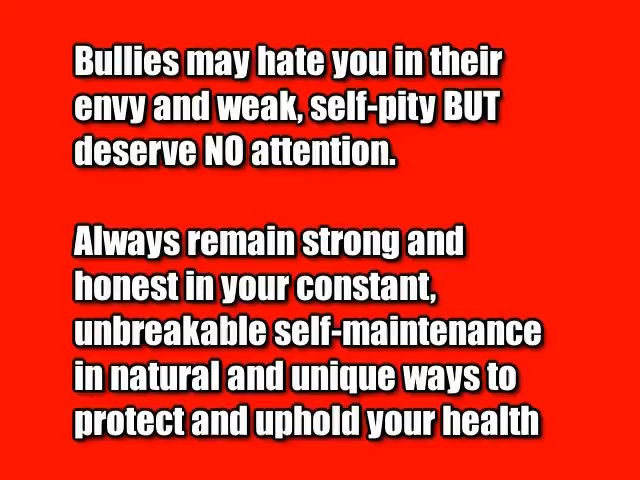 Bullies may hate you in their
envy and weak, self-pity BUT
deserve NO attention.
Always remain strong and
honest in your constant,
unbreakable self-maintenance
in natural and unique ways to
protect and uphold your health